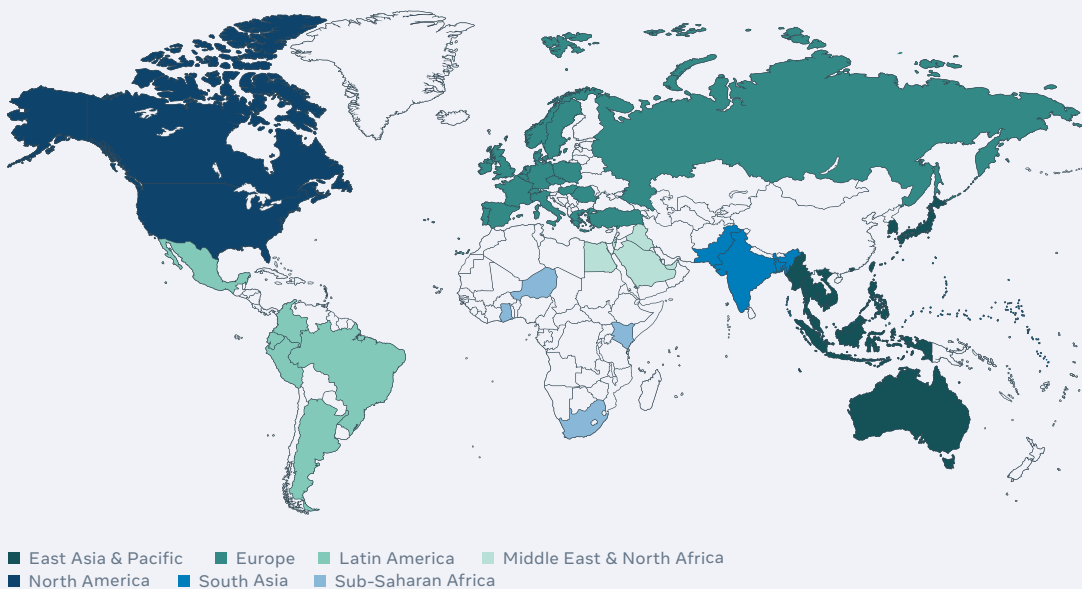 East Asia & Pacific Europe Latin America Middle East & North Africa
North America South Asia Sub-Saharan Africa